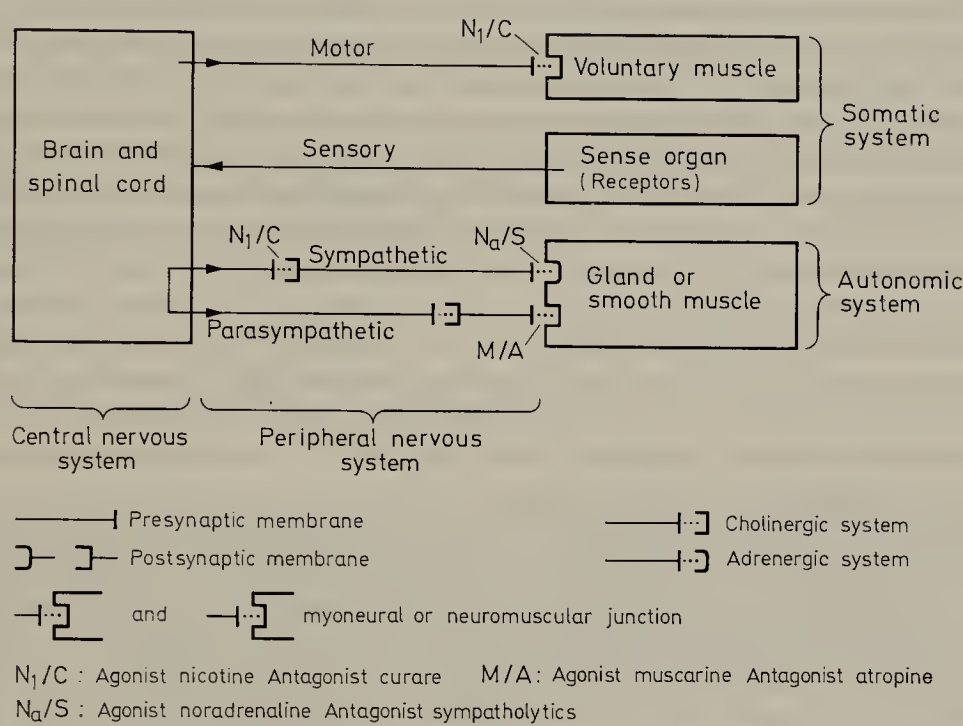 N₁/C
Motor
Voluntary muscle
Somatic
system
Brain and
spinal cord
Sensory
Sense organ
(Receptors)
N₁/C
Sympathetic
Nₐ/S
Gland or
smooth muscle
Autonomic
system
Parasympathetic
M/A
Central nervous
system
Peripheral nervous
system
Presynaptic membrane
Cholinergic system
Postsynaptic membrane
Adrenergic system
and
myoneural or neuromuscular junction
N₁/C : Agonist nicotine Antagonist curare
M/A: Agonist muscarine Antagonist atropine
Nₐ/S : Agonist noradrenaline Antagonist sympatholytics